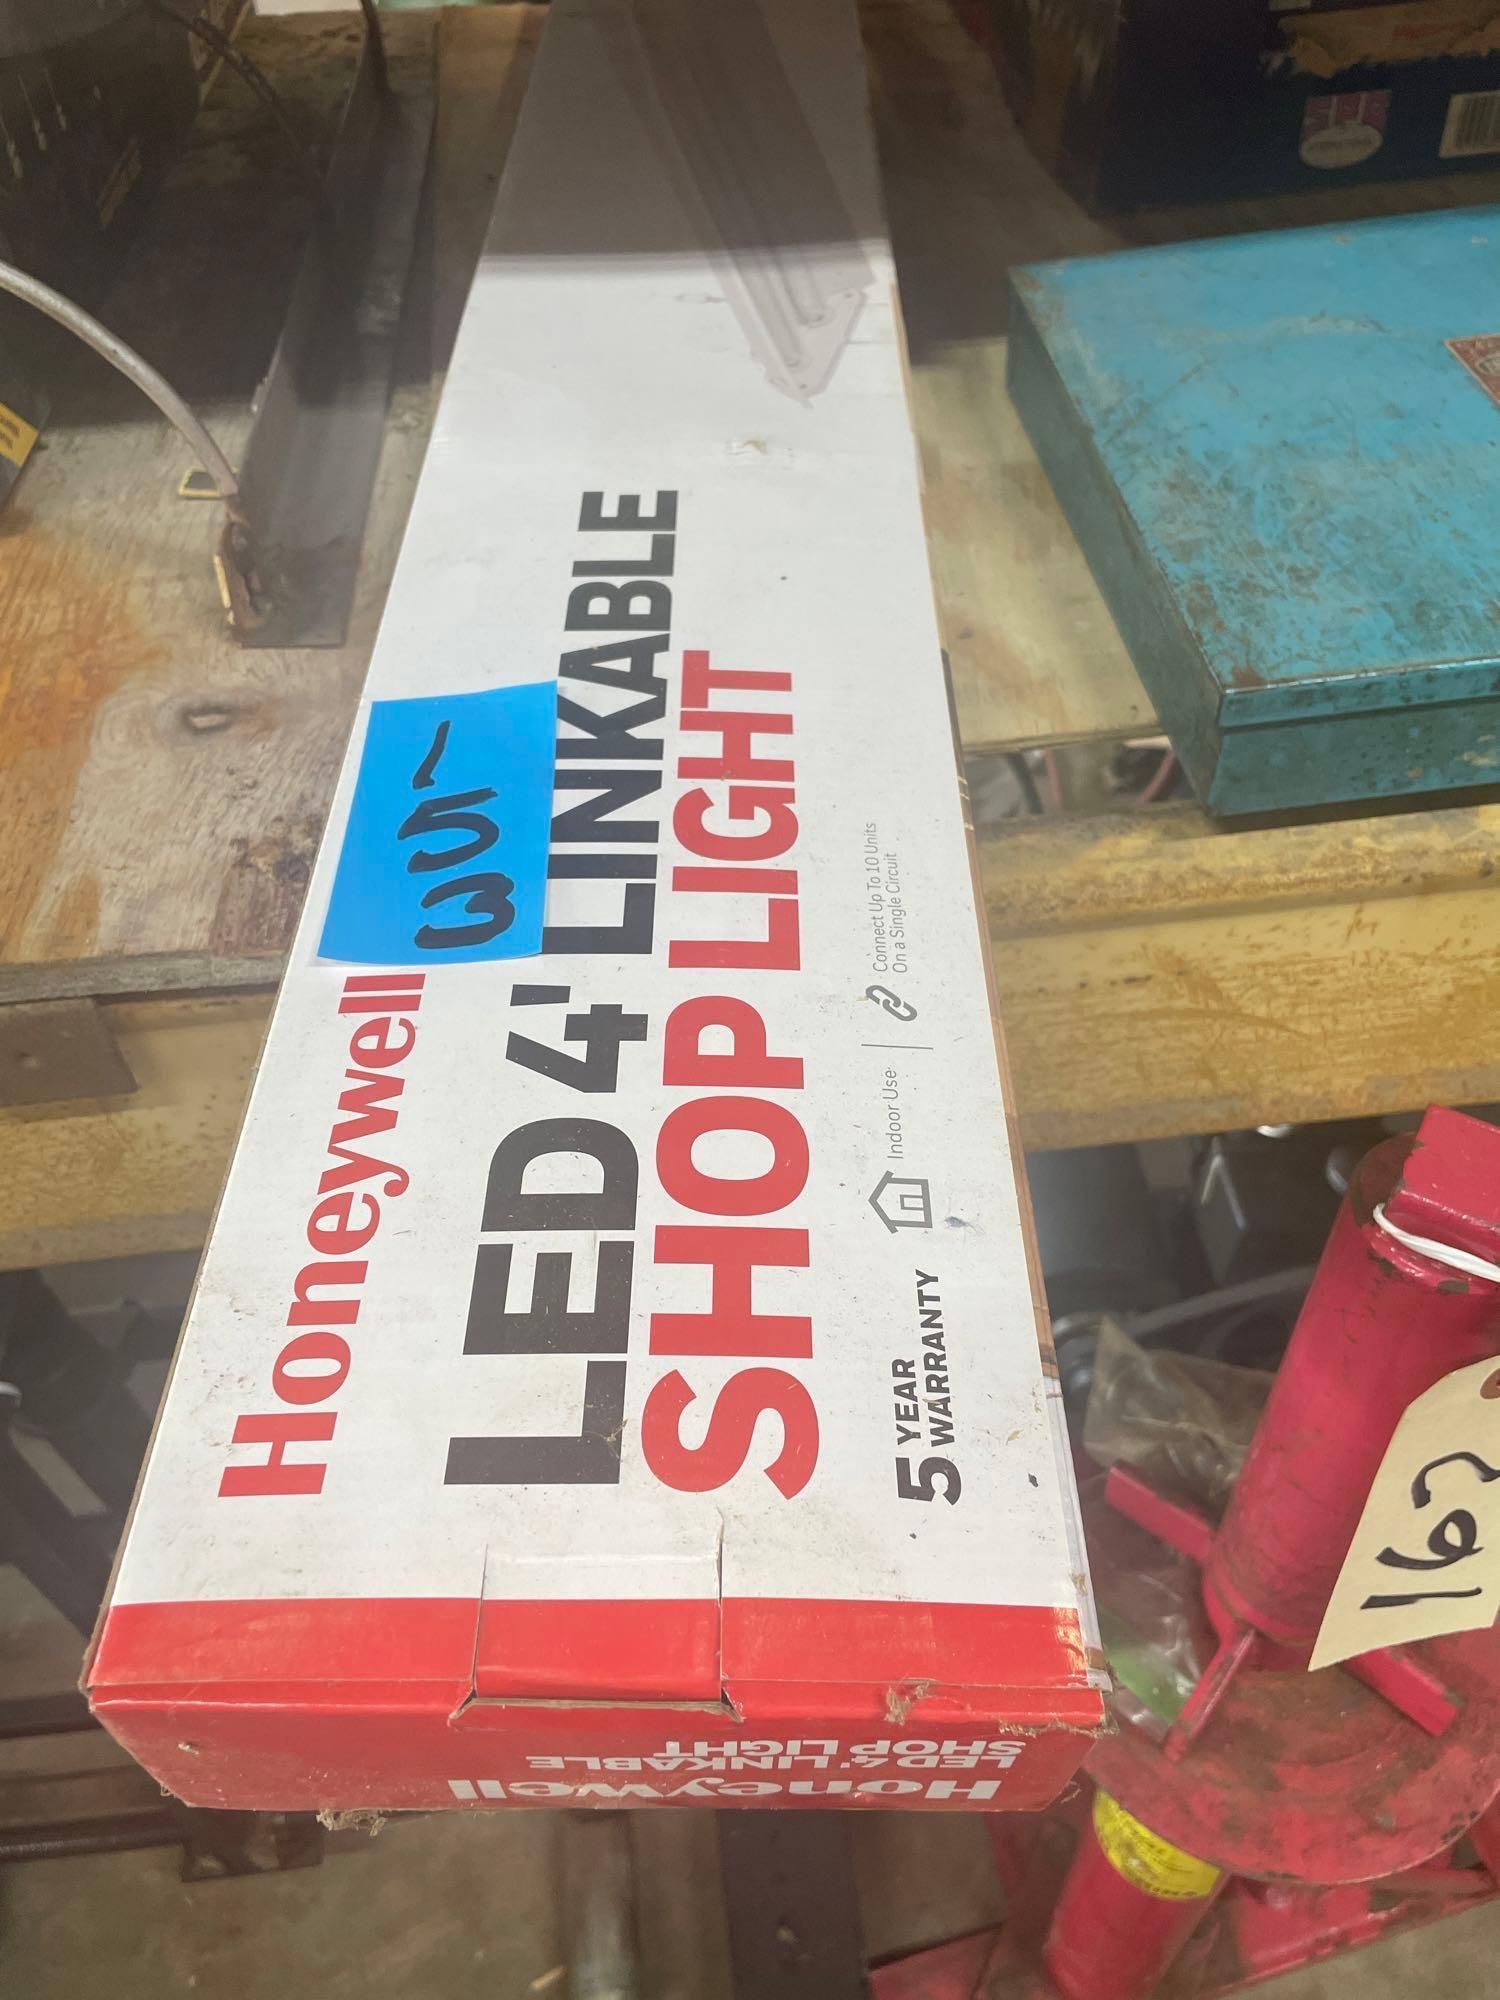 Honeywell
351
LED 4' LINKABLE
SHOP LIGHT
5 YEAR
WARRANTY
Indoor Use
Connect Up To 10 Units
On a Single Circuit
Honeywell
LED 4' LINKABLE
SHOP LIGHT